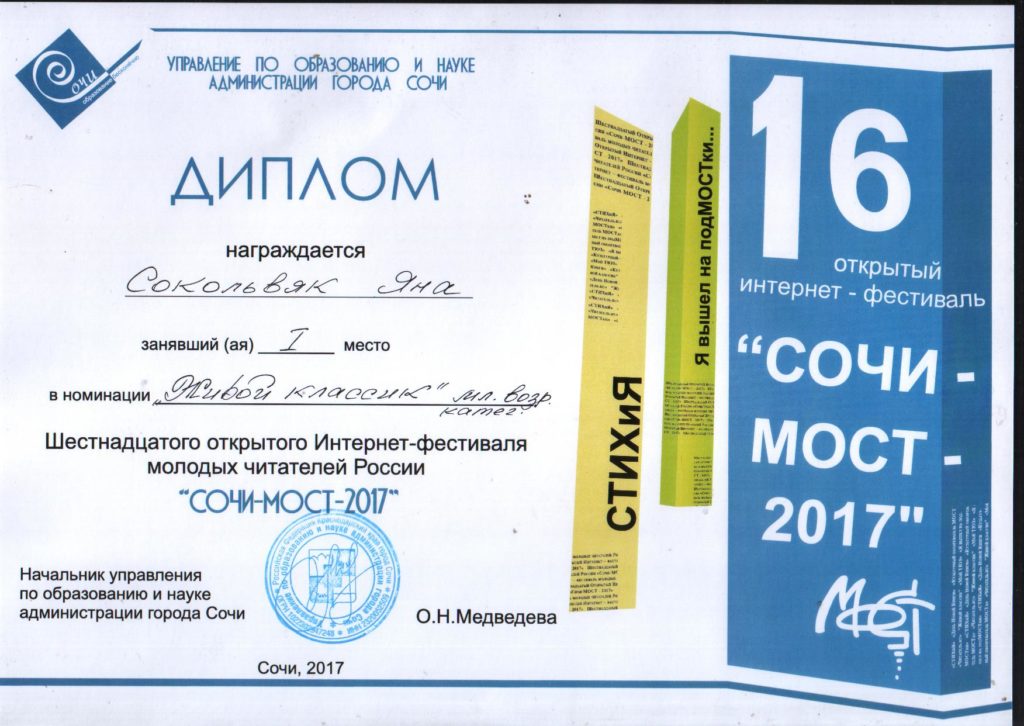 Сочи
УПРАВЛЕНИЕ ПО ОБРАЗОВАНИЮ И НАУКЕ
АДМИНИСТРАЦИИ ГОРОДА СОЧИ
ДИПЛОМ
награждается
Сокольвяк Яна
занявший (ая) I место
в номинации „Живой классик" мл. возр.
катег.
Шестнадцатого открытого Интернет-фестиваля
молодых читателей России
"СОЧИ-МОСТ-2017"
Начальник управления
по образованию и науке
администрации города Сочи
О.Н.Медведева
Сочи, 2017
СТИХиЯ
Я вышел на подМОСТки...
16
открытый
интернет - фестиваль
“СОЧИ -
МОСТ -
2017"
МОСТ